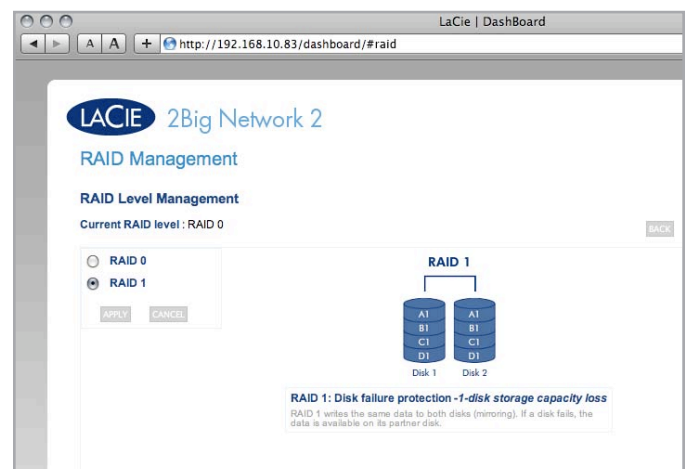 LaCie | DashBoard
A A + http://192.168.10.83/dashboard/#raid
LACIE 2Big Network 2
RAID Management
RAID Level Management
Current RAID level : RAID 0
BACK
RAID 0
RAID 1
APPLY CANCEL
RAID 1
A1 A1
B1 B1
C1 C1
D1 D1
Disk 1 Disk 2
RAID 1: Disk failure protection -1-disk storage capacity loss
RAID 1 writes the same data to both disks (mirroring). If a disk fails, the
data is available on its partner disk.